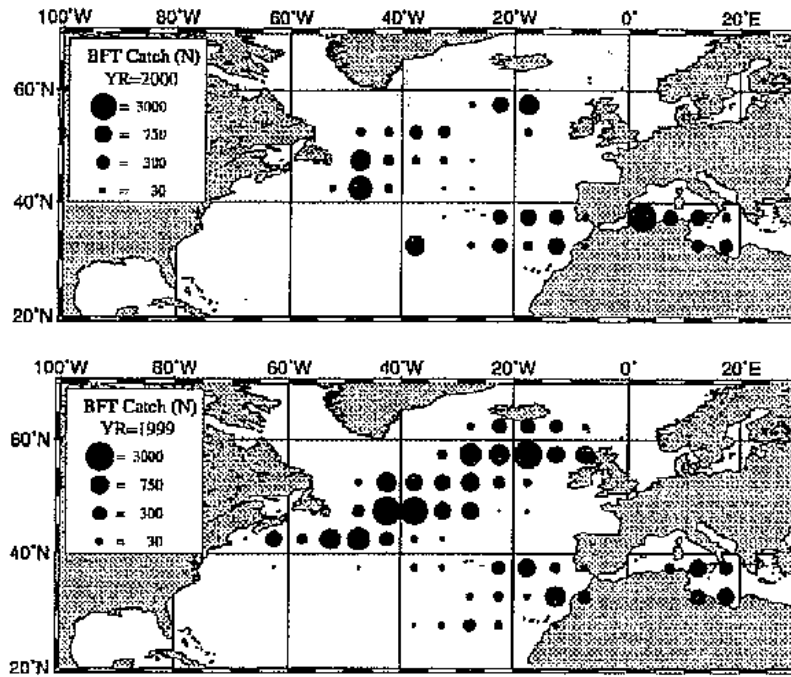 100°W 80°W 60°W 40°W 20°W 0° 20°E
BFT Catch (N)
YR=2000
= 3000
= 750
= 300
= 30
60°N
40°N
20°N
100°W 80°W 60°W 40°W 20°W 0° 20°E
BFT Catch (N)
YR=1999
= 3000
= 750
= 300
= 30
60°N
40°N
20°N